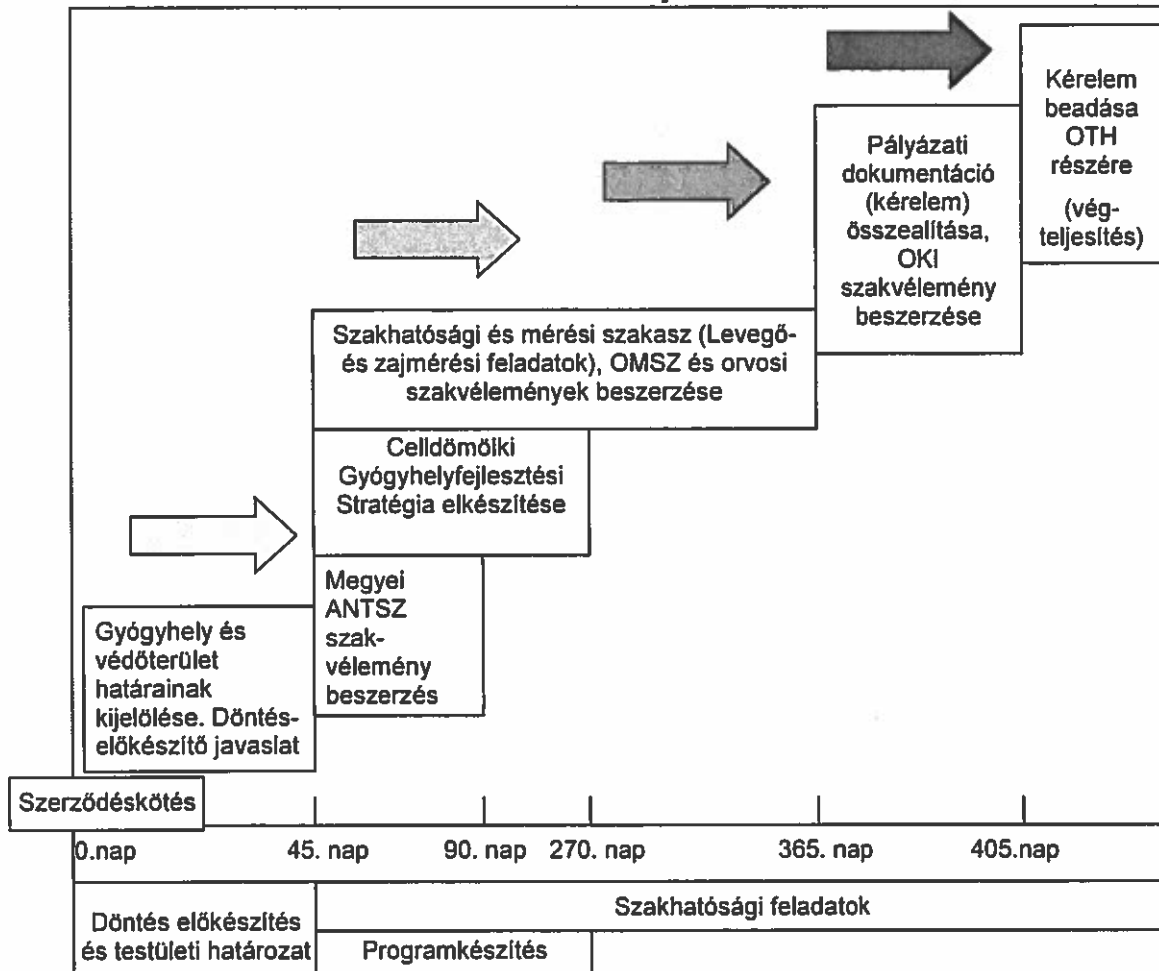 Kérelem
beadása
OTH
részére
(vég-
teljesítés)
Pályázati
dokumentáció
(kérelem)
összealítása,
OKI
szakvélemény
beszerzése
Szakhatósági és mérési szakasz (Levegő-
és zajmérési feladatok), OMSZ és orvosi
szakvélemények beszerzése
Celldömölki
Gyógyhelyfejlesztési
Stratégia elkészítése
Megyei
ANTSZ
szak-
vélemény
beszerzés
Gyógyhely és
védőterület
határainak
kijelölése. Döntés-
előkészítő javaslat
Szerződéskötés
0.nap 45. nap 90. nap 270. nap 365. nap 405.nap
Döntés előkészítés
és testületi határozat
Szakhatósági feladatok
Programkészítés